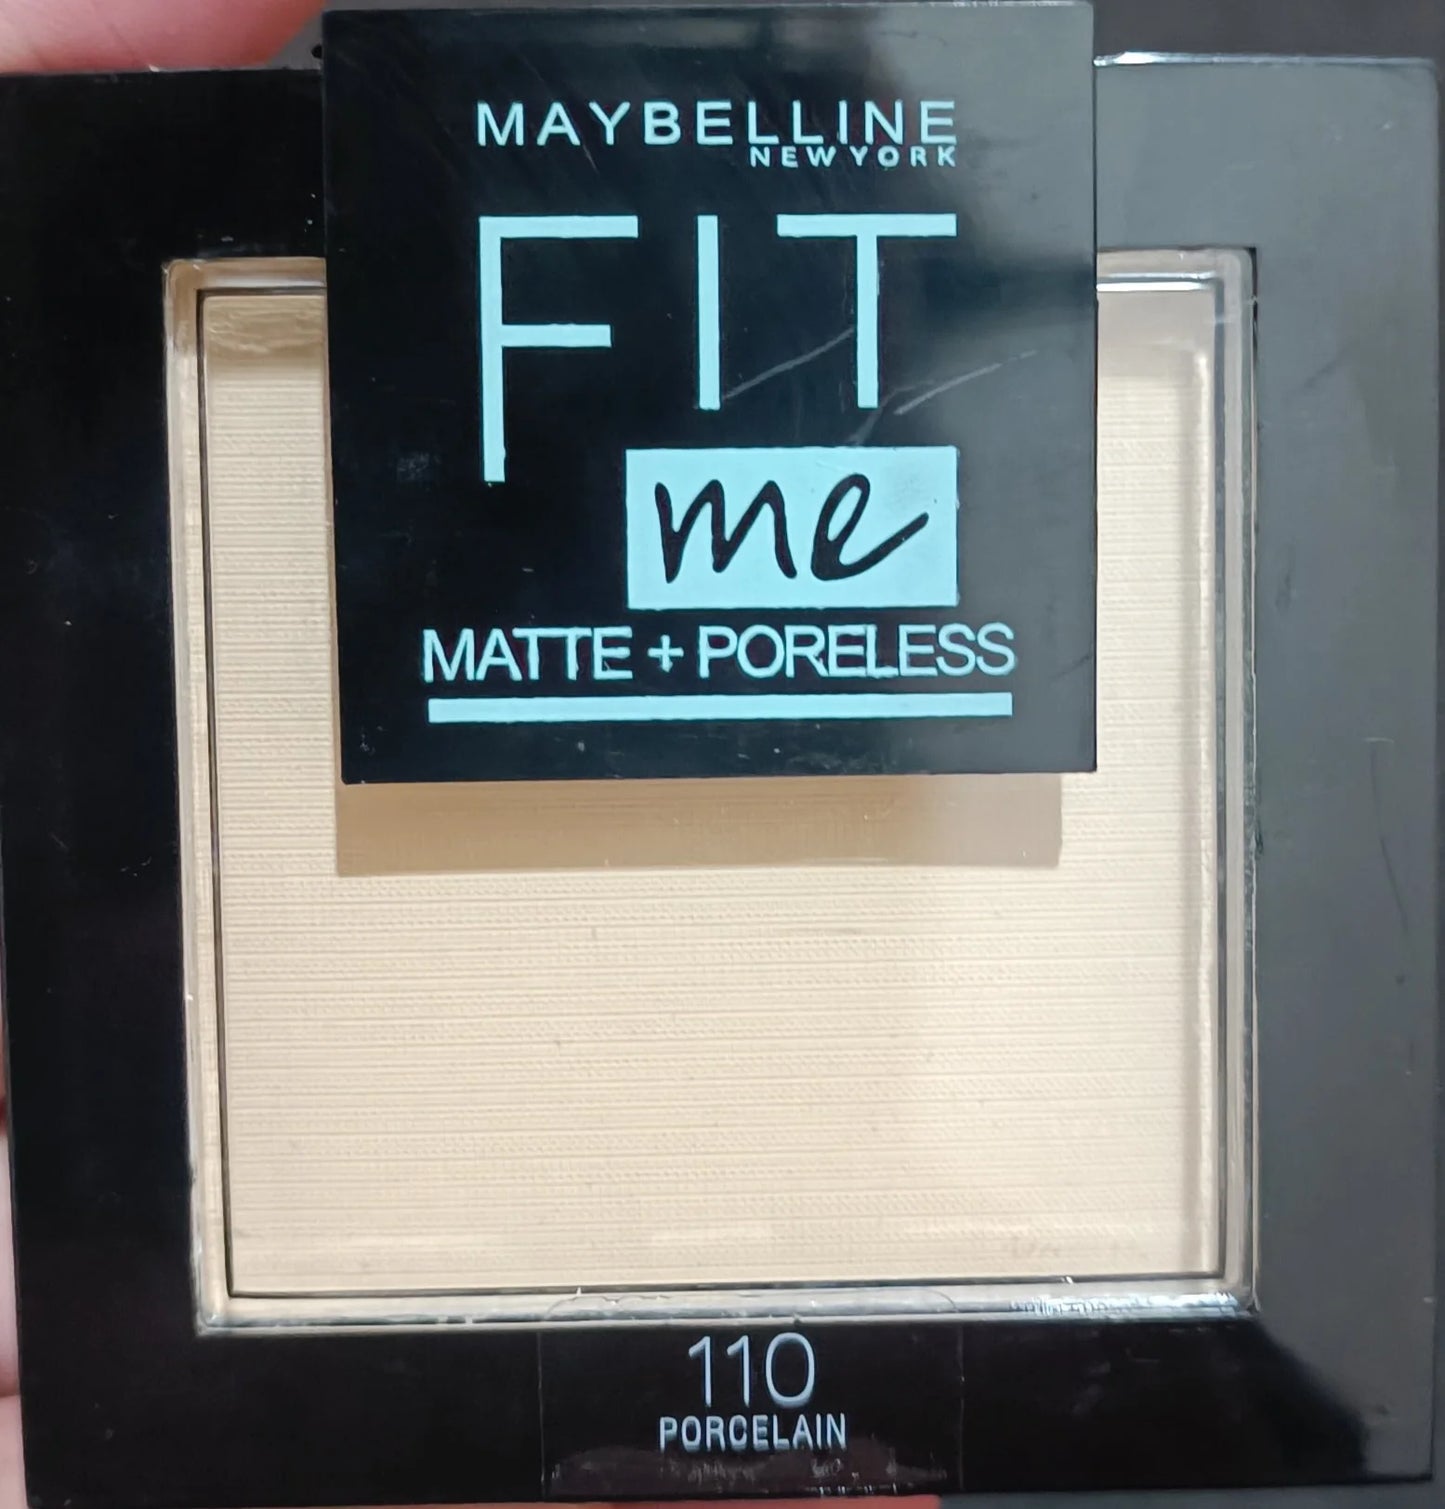 MAYBELLINE
NEW YORK
FIT
me
MATTE + PORELESS
110
PORCELAIN